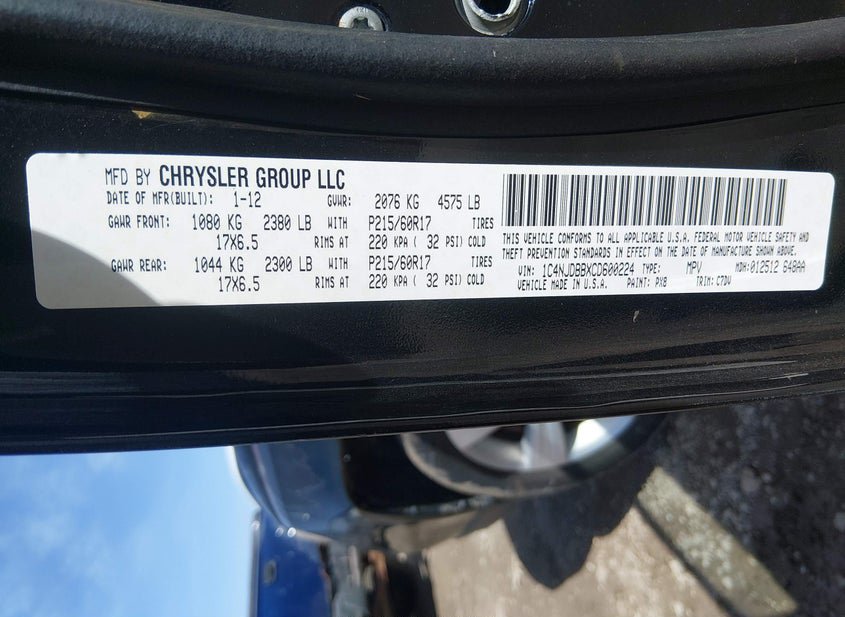 MFD BY CHRYSLER GROUP LLC
DATE OF MFR(BUILT): 1-12 GVWR: 2076 KG 4575 LB
GAWR FRONT: 1080 KG 2380 LB WITH P215/60R17 TIRES
17X6.5 RIMS AT 220 KPA ( 32 PSI) COLD
GAWR REAR: 1044 KG 2300 LB WITH P215/60R17 TIRES
17X6.5 RIMS AT 220 KPA ( 32 PSI) COLD
THIS VEHICLE CONFORMS TO ALL APPLICABLE U.S.A. FEDERAL MOTOR VEHICLE SAFETY AND
THEFT PREVENTION STANDARDS IN EFFECT ON THE DATE OF MANUFACTURE SHOWN ABOVE.
VIN: 1C4NJDBBXCD600224 TYPE: MPV MDH: 012512 648AA
VEHICLE MADE IN U.S.A. PAINT: PX8 TRIM: C7DV